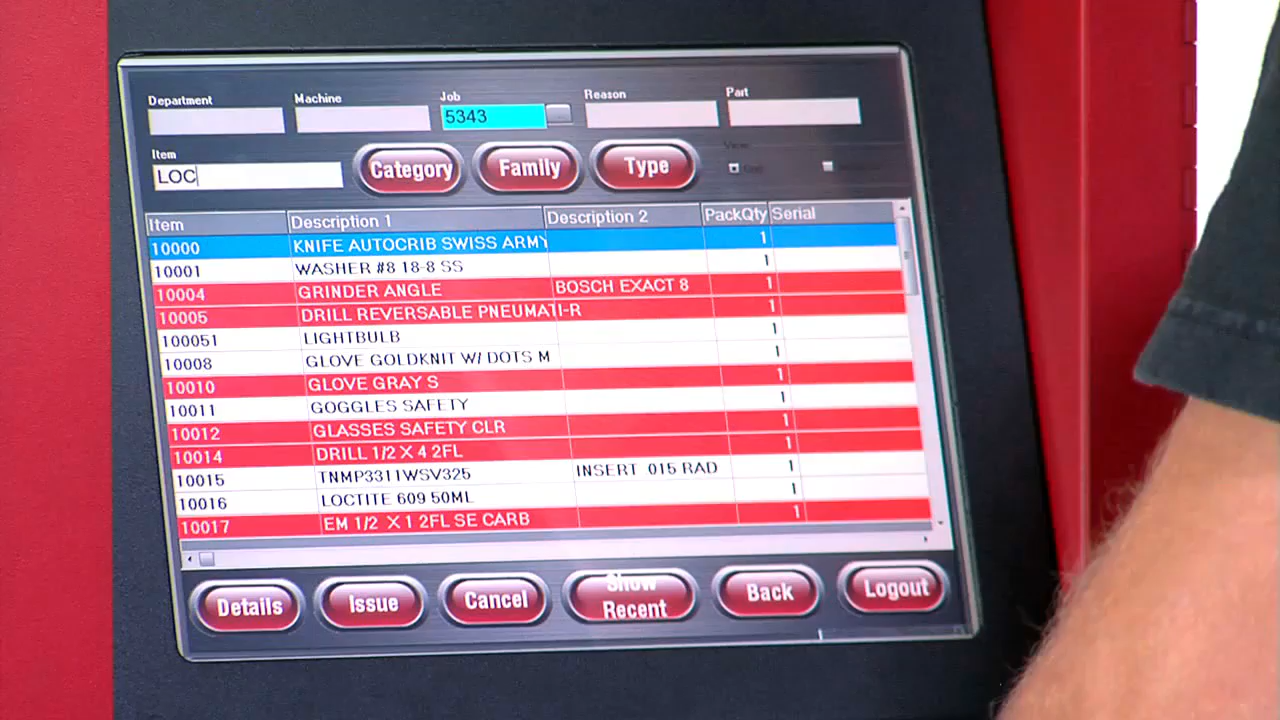 Department Machine Job Reason Part
5343
Item
LOC
Category Family Type
View
Item Description 1 Description 2 PackQty Serial
10000 KNIFE AUTOCRIB SWISS ARMY 1
10001 WASHER #8 18-8 SS 1
10004 GRINDER ANGLE BOSCH EXACT 8 1
10005 DRILL REVERSABLE PNEUMATI-R 1
100051 LIGHTBULB 1
10008 GLOVE GOLDKNIT W/ DOTS M 1
10010 GLOVE GRAY S 1
10011 GOGGLES SAFETY 1
10012 GLASSES SAFETY CLR 1
10014 DRILL 1/2 X 4 2FL 1
10015 TNMP3311WSV325 INSERT 015 RAD 1
10016 LOCTITE 609 50ML 1
10017 EM 1/2 X 1 2FL SE CARB 1
Details Issue Cancel Show Recent Back Logout